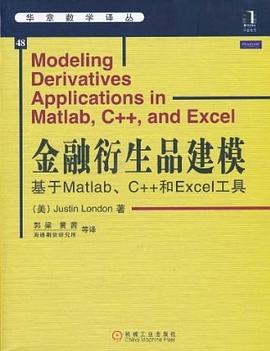 华章数学译丛
48
PEARSON
Modeling
Derivatives
Applications in
Matlab, C++, and Excel
金融衍生品建模
基于Matlab、C++和Excel工具
(美) Justin London 著
郭梁 黄茜
海通期货研究所
等译
机械工业出版社
China Machine Press